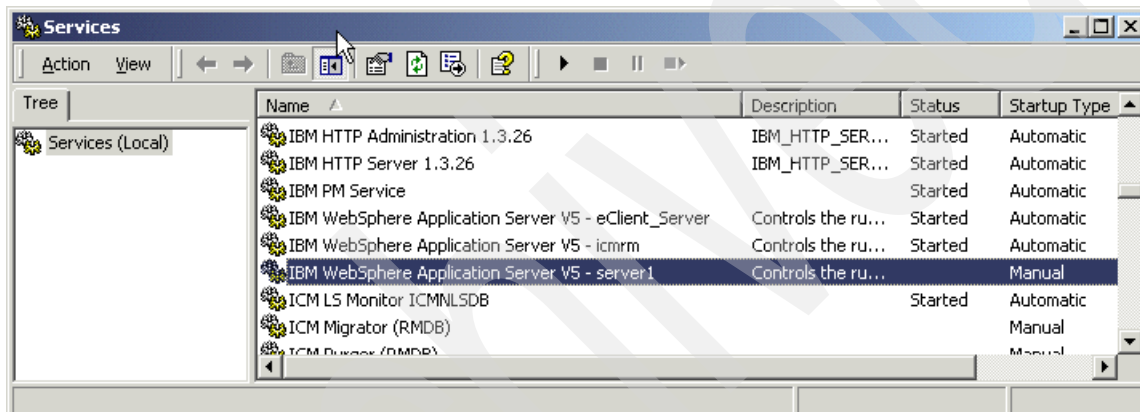 Services
Action View
Tree
Name Description Status Startup Type
Services (Local)
IBM HTTP Administration 1.3.26 IBM_HTTP_SER... Started Automatic
IBM HTTP Server 1.3.26 IBM_HTTP_SER... Started Automatic
IBM PM Service Started Automatic
IBM WebSphere Application Server V5 - eClient_Server Controls the ru... Started Automatic
IBM WebSphere Application Server V5 - icmrm Controls the ru... Started Automatic
IBM WebSphere Application Server V5 - server1 Controls the ru... Manual
ICM LS Monitor ICMNLSDB Started Automatic
ICM Migrator (RMDB) Manual
ICM Purger (RMDB) Manual